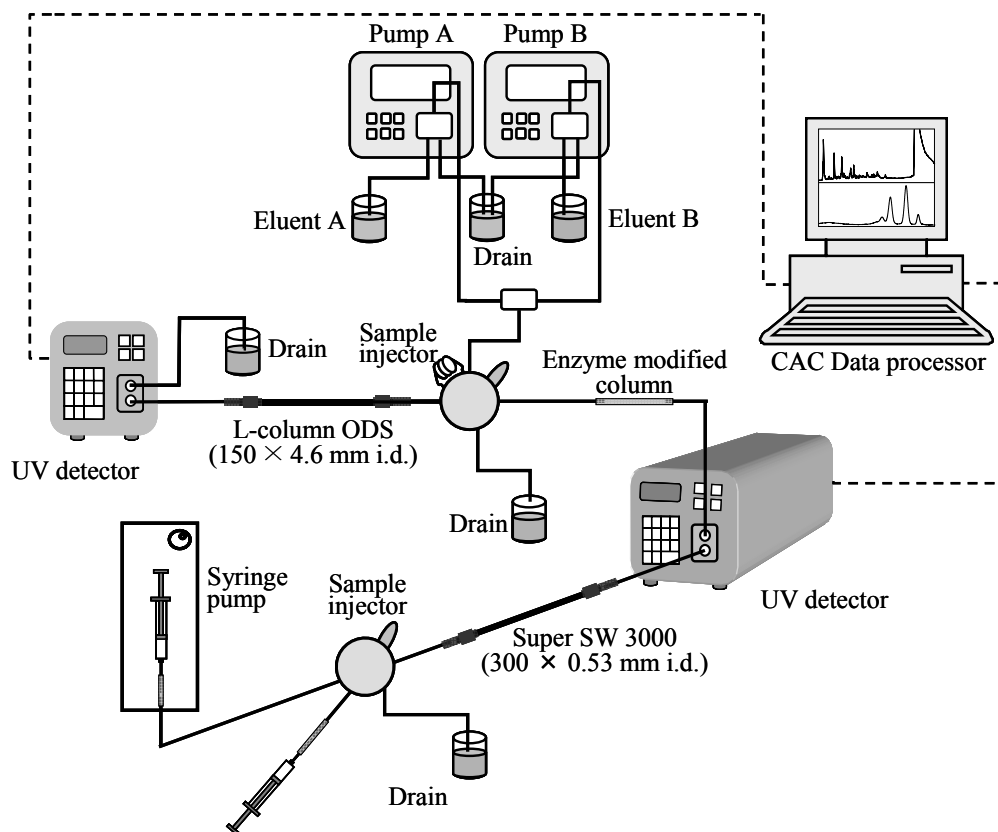 Pump A
Pump B
Eluent A
Drain
Eluent B
CAC Data processor
Drain
Sample
injector
Enzyme modified
column
L-column ODS
(150 × 4.6 mm i.d.)
UV detector
Drain
UV detector
Syringe
pump
Sample
injector
Super SW 3000
(300 × 0.53 mm i.d.)
Drain